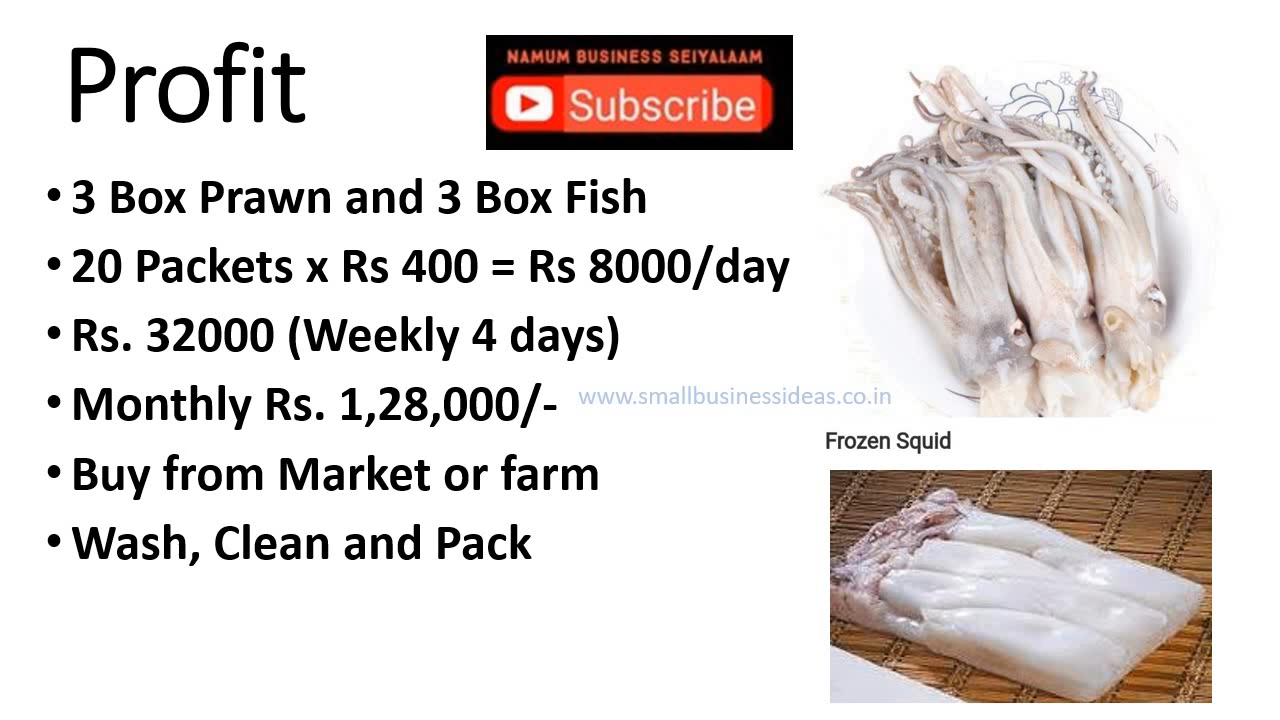 Profit
NAMUM BUSINESS SEIYALAAM
Subscribe
• 3 Box Prawn and 3 Box Fish
• 20 Packets x Rs 400 = Rs 8000/day
• Rs. 32000 (Weekly 4 days)
• Monthly Rs. 1,28,000/-
www.smallbusinessideas.co.in
• Buy from Market or farm
• Wash, Clean and Pack
Frozen Squid